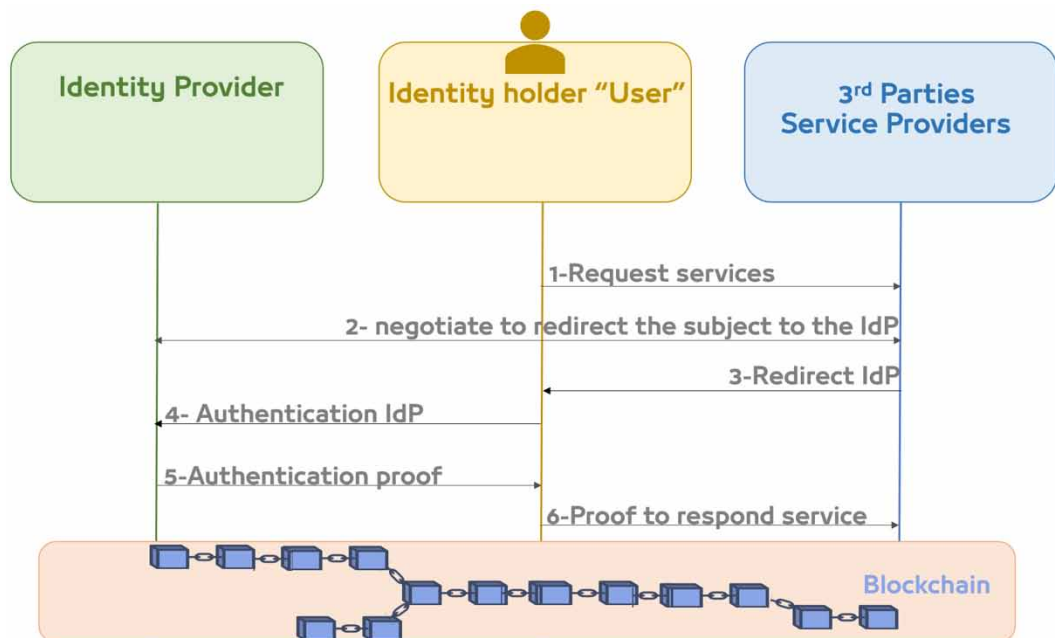 Identity Provider
Identity holder “User”
3rd Parties
Service Providers
1-Request services
2- negotiate to redirect the subject to the IdP
3-Redirect IdP
4- Authentication IdP
5-Authentication proof
6-Proof to respond service
Blockchain